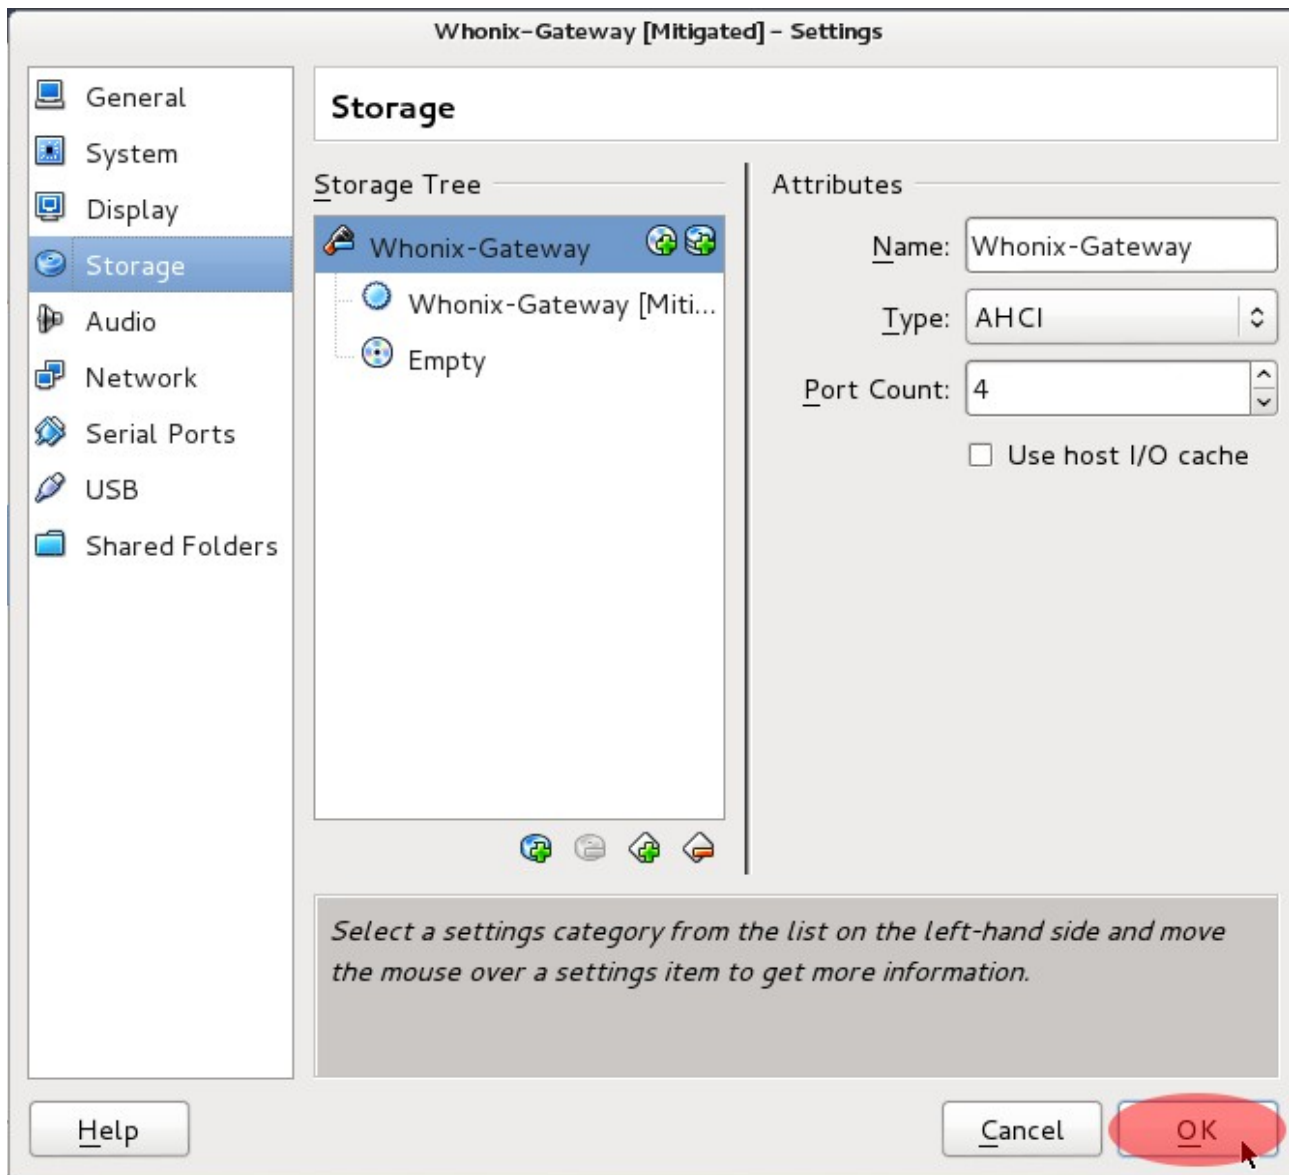 Whonix-Gateway [Mitigated] - Settings
General
System
Display
Storage
Audio
Network
Serial Ports
USB
Shared Folders
Storage
Storage Tree
Whonix-Gateway
Whonix-Gateway [Miti...
Empty
Attributes
Name: Whonix-Gateway
Type: AHCI
Port Count: 4
Use host I/O cache
Select a settings category from the list on the left-hand side and move
the mouse over a settings item to get more information.
Help
Cancel
OK